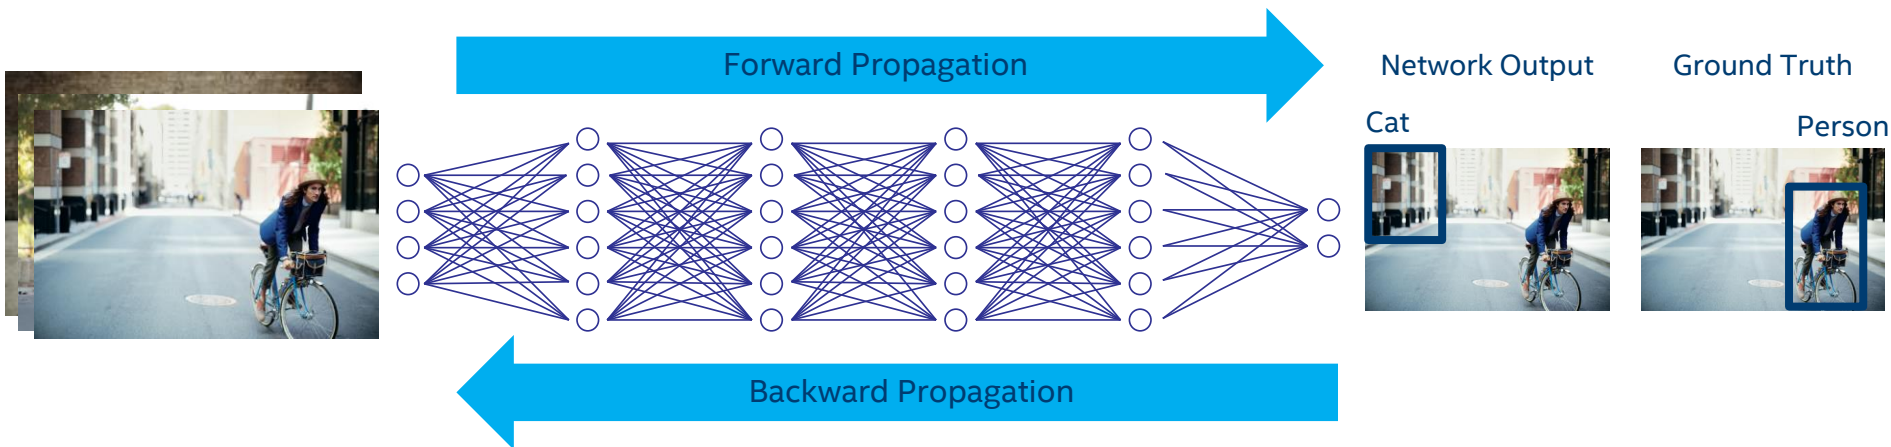 Forward Propagation
Network Output
Ground Truth
Cat
Person
Backward Propagation